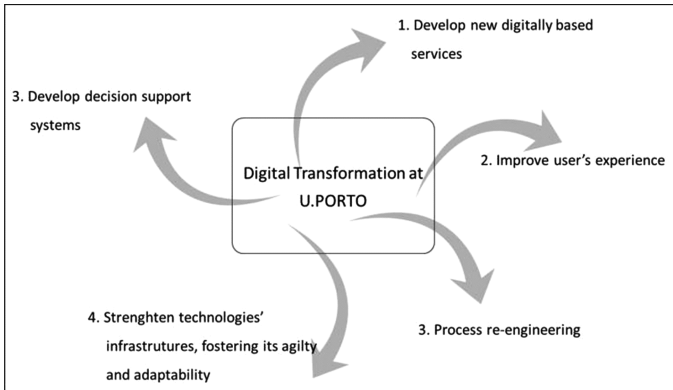 1. Develop new digitally based
services
3. Develop decision support
systems
Digital Transformation at
U.PORTO
2. Improve user's experience
3. Process re-engineering
4. Strenghten technologies'
infrastrutures, fostering its agilty
and adaptability